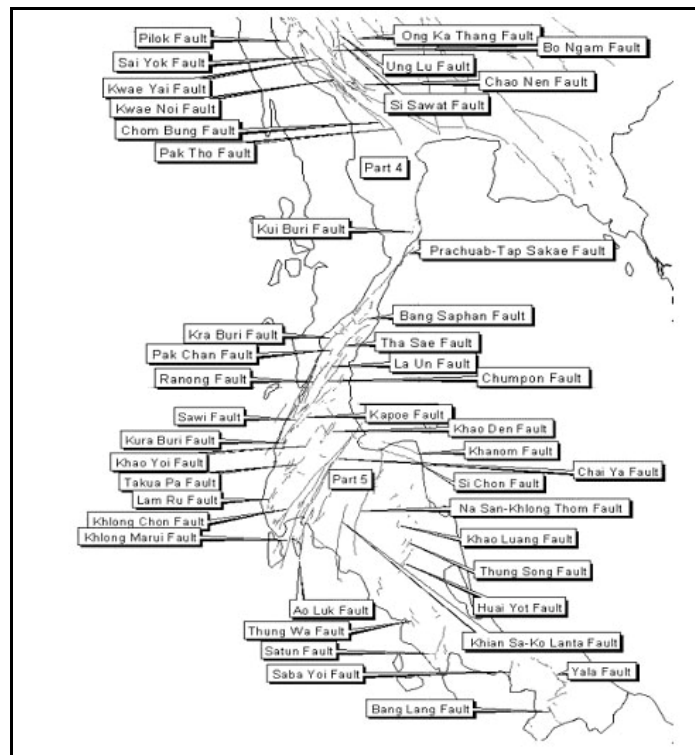 Pilok Fault
Ong Ka Thang Fault
Bo Ngam Fault
Sai Yok Fault
Ung Lu Fault
Kwae Yai Fault
Chao Nen Fault
Kwae Noi Fault
Si Sawat Fault
Chom Bung Fault
Pak Tho Fault
Part 4
Kui Buri Fault
Prachuab-Tap Sakae Fault
Bang Saphan Fault
Kra Buri Fault
Tha Sae Fault
Pak Chan Fault
La Un Fault
Ranong Fault
Chumpon Fault
Sawi Fault
Kapoe Fault
Khao Den Fault
Kura Buri Fault
Khanom Fault
Khao Yoi Fault
Chai Ya Fault
Takua Pa Fault
Part 5
Si Chon Fault
Lam Ru Fault
Na San-Khlong Thom Fault
Khlong Chon Fault
Khlong Marui Fault
Khao Luang Fault
Thung Song Fault
Ao Luk Fault
Huai Yot Fault
Thung Wa Fault
Khian Sa-Ko Lanta Fault
Satun Fault
Saba Yoi Fault
Yala Fault
Bang Lang Fault